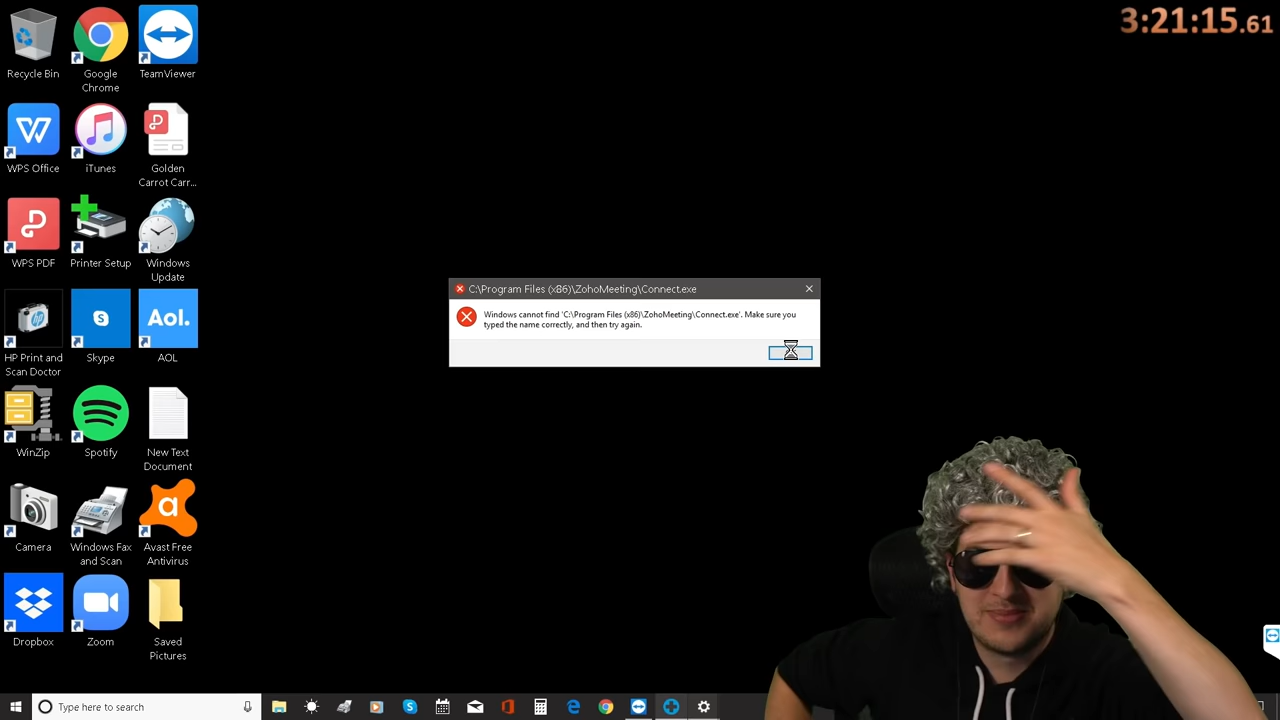 3:21:15.61
Recycle Bin
Google
Chrome
TeamViewer
WPS Office
iTunes
Golden
Carrot Carr...
WPS PDF
Printer Setup
Windows
Update
HP Print and
Scan Doctor
Skype
Aol.
AOL
WinZip
Spotify
New Text
Document
Camera
Windows Fax
and Scan
Avast Free
Antivirus
Dropbox
Zoom
Saved
Pictures
C:\Program Files (x86)\ZohoMeeting\Connect.exe
Windows cannot find 'C:\Program Files (x86)\ZohoMeeting\Connect.exe'. Make sure you
typed the name correctly, and then try again.
Type here to search